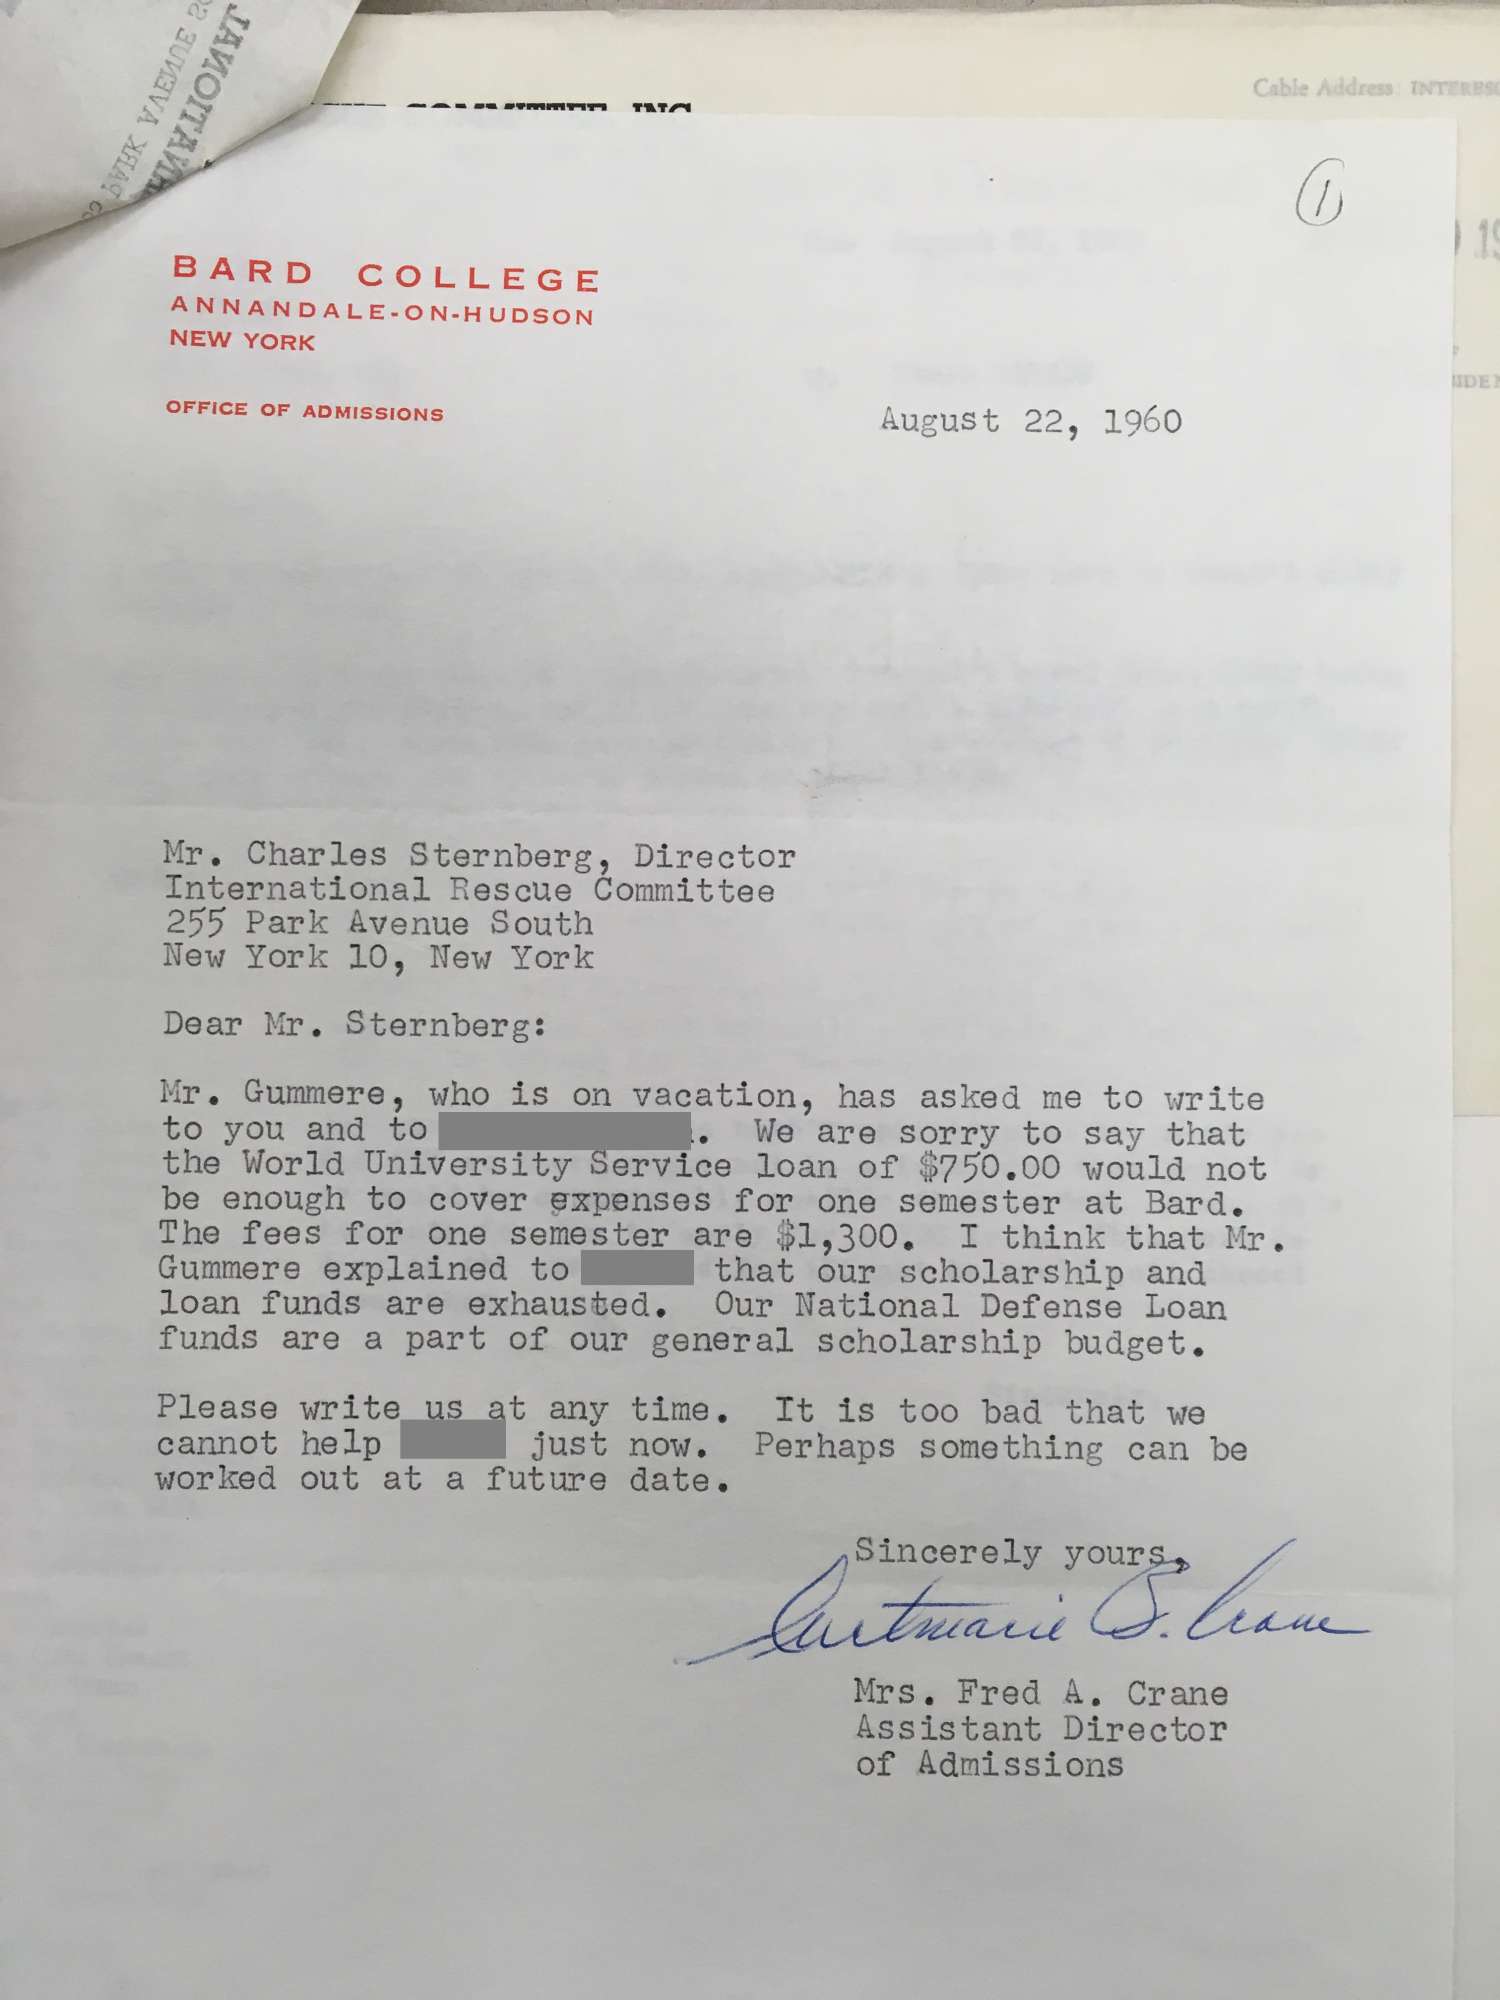 COMMITTEE, INC
Cable Address: INTERESC
1
BARD COLLEGE
ANNANDALE-ON-HUDSON
NEW YORK
OFFICE OF ADMISSIONS
August 22, 1960
Mr. Charles Sternberg, Director
International Rescue Committee
255 Park Avenue South
New York 10, New York
Dear Mr. Sternberg:
Mr. Gummere, who is on vacation, has asked me to write
to you and to . We are sorry to say that
the World University Service loan of $750.00 would not
be enough to cover expenses for one semester at Bard.
The fees for one semester are $1,300. I think that Mr.
Gummere explained to that our scholarship and
loan funds are exhausted. Our National Defense Loan
funds are a part of our general scholarship budget.
Please write us at any time. It is too bad that we
cannot help just now. Perhaps something can be
worked out at a future date.
Sincerely yours,
Curtmarie B. Crane
Mrs. Fred A. Crane
Assistant Director
of Admissions